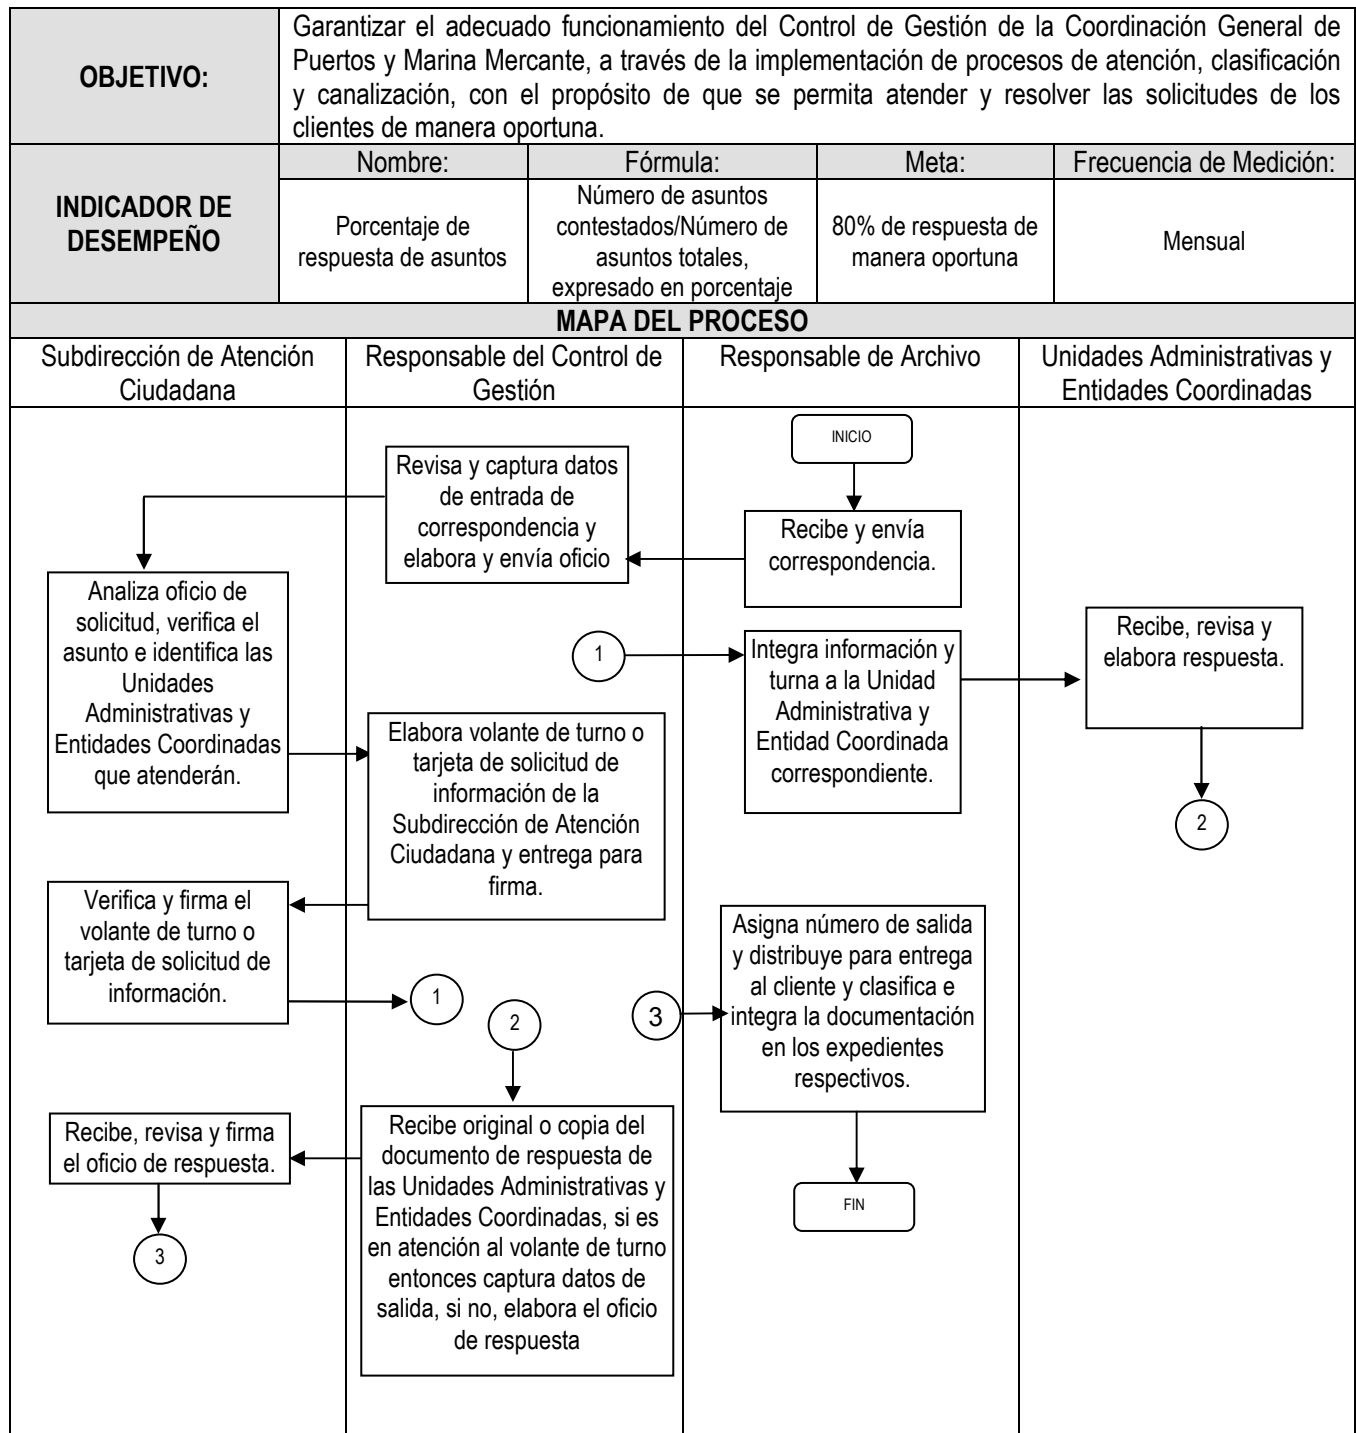 OBJETIVO:
Garantizar el adecuado funcionamiento del Control de Gestión de la Coordinación General de
Puertos y Marina Mercante, a través de la implementación de procesos de atención, clasificación
y canalización, con el propósito de que se permita atender y resolver las solicitudes de los
clientes de manera oportuna.
INDICADOR DE
DESEMPEÑO
Nombre:
Fórmula:
Meta:
Frecuencia de Medición:
Porcentaje de
respuesta de asuntos
Número de asuntos
contestados/Número de
asuntos totales,
expresado en porcentaje
80% de respuesta de
manera oportuna
Mensual
MAPA DEL PROCESO
Subdirección de Atención
Ciudadana
Responsable del Control de
Gestión
Responsable de Archivo
Unidades Administrativas y
Entidades Coordinadas
INICIO
Recibe y envía
correspondencia.
Revisa y captura datos
de entrada de
correspondencia y
elabora y envía oficio
Analiza oficio de
solicitud, verifica el
asunto e identifica las
Unidades
Administrativas y
Entidades Coordinadas
que atenderán.
Elabora volante de turno o
tarjeta de solicitud de
información de la
Subdirección de Atención
Ciudadana y entrega para
firma.
Verifica y firma el
volante de turno o
tarjeta de solicitud de
información.
1
1
Integra información y
turna a la Unidad
Administrativa y
Entidad Coordinada
correspondiente.
Recibe, revisa y
elabora respuesta.
2
2
Recibe original o copia del
documento de respuesta de
las Unidades Administrativas y
Entidades Coordinadas, si es
en atención al volante de turno
entonces captura datos de
salida, si no, elabora el oficio
de respuesta
Recibe, revisa y firma
el oficio de respuesta.
3
3
Asigna número de salida
y distribuye para entrega
al cliente y clasifica e
integra la documentación
en los expedientes
respectivos.
FIN